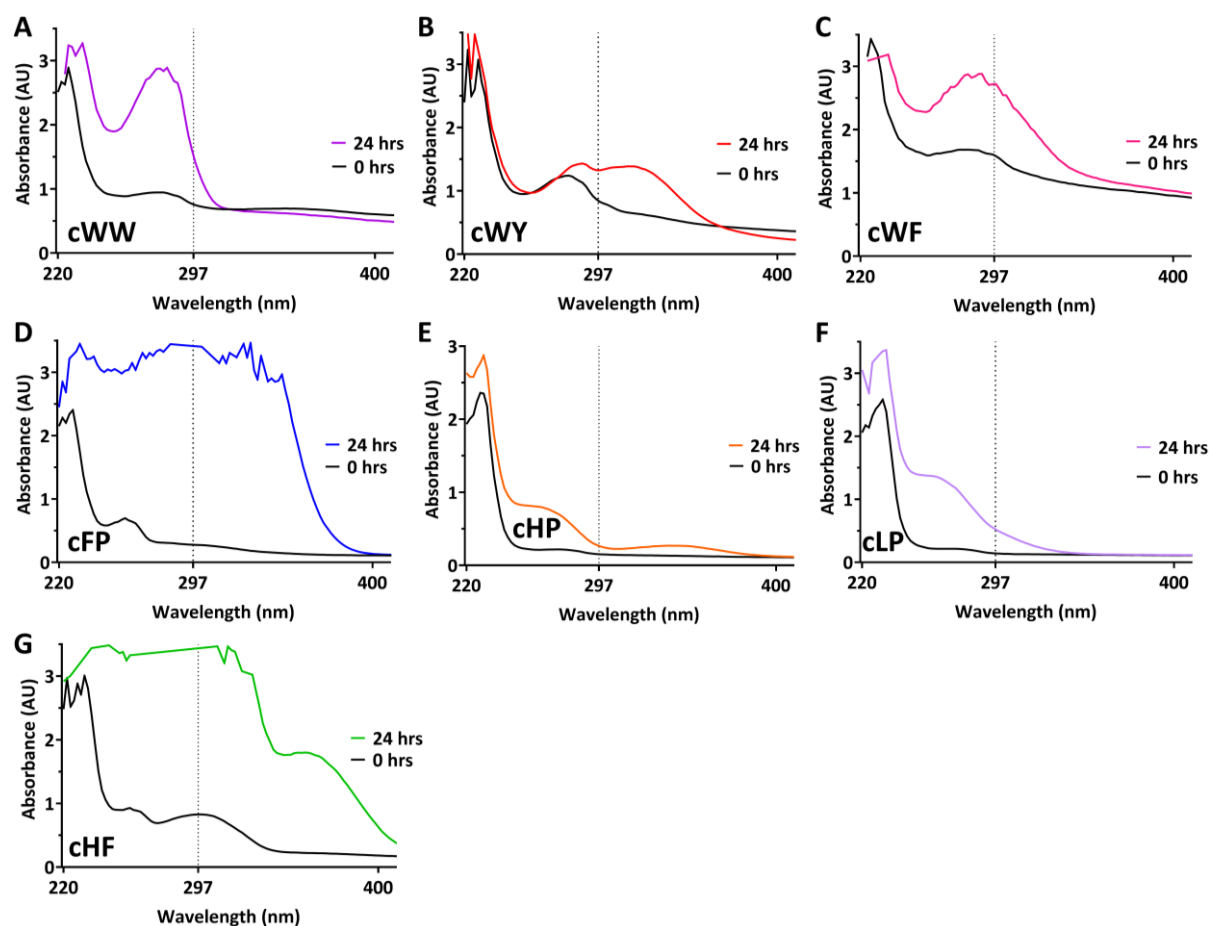 A
Absorbance (AU)
3
2
1
0
24 hrs
0 hrs
cWW
220
297
400
Wavelength (nm)
B
Absorbance (AU)
3
2
1
0
24 hrs
0 hrs
cWY
220
297
400
Wavelength (nm)
C
Absorbance (AU)
3
2
1
0
24 hrs
0 hrs
cWF
220
297
400
Wavelength (nm)
D
Absorbance (AU)
3
2
1
0
24 hrs
0 hrs
cFP
220
297
400
Wavelength (nm)
E
Absorbance (AU)
3
2
1
0
24 hrs
0 hrs
cHP
220
297
400
Wavelength (nm)
F
Absorbance (AU)
3
2
1
0
24 hrs
0 hrs
cLP
220
297
400
Wavelength (nm)
G
Absorbance (AU)
3
2
1
0
24 hrs
0 hrs
cHF
220
297
400
Wavelength (nm)